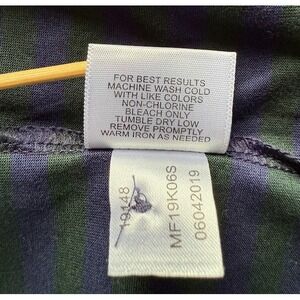 FOR BEST RESULTS
MACHINE WASH COLD
WITH LIKE COLORS
NON-CHLORINE
BLEACH ONLY
TUMBLE DRY LOW
REMOVE PROMPTLY
WARM IRON AS NEEDED
19148
MF19K06S
06042019